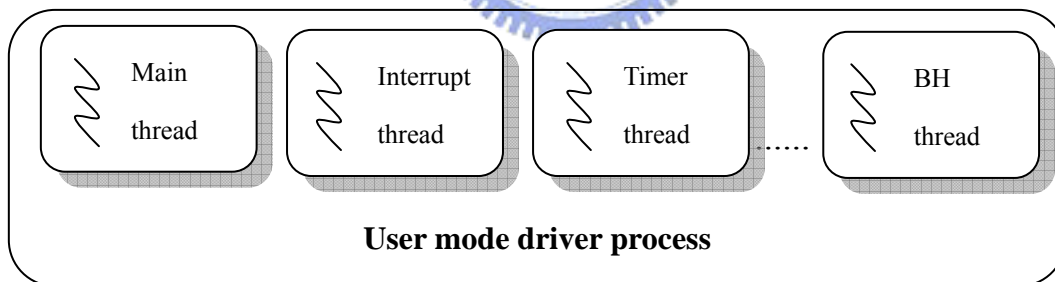 Main
thread
Interrupt
thread
Timer
thread
......
BH
thread
User mode driver process